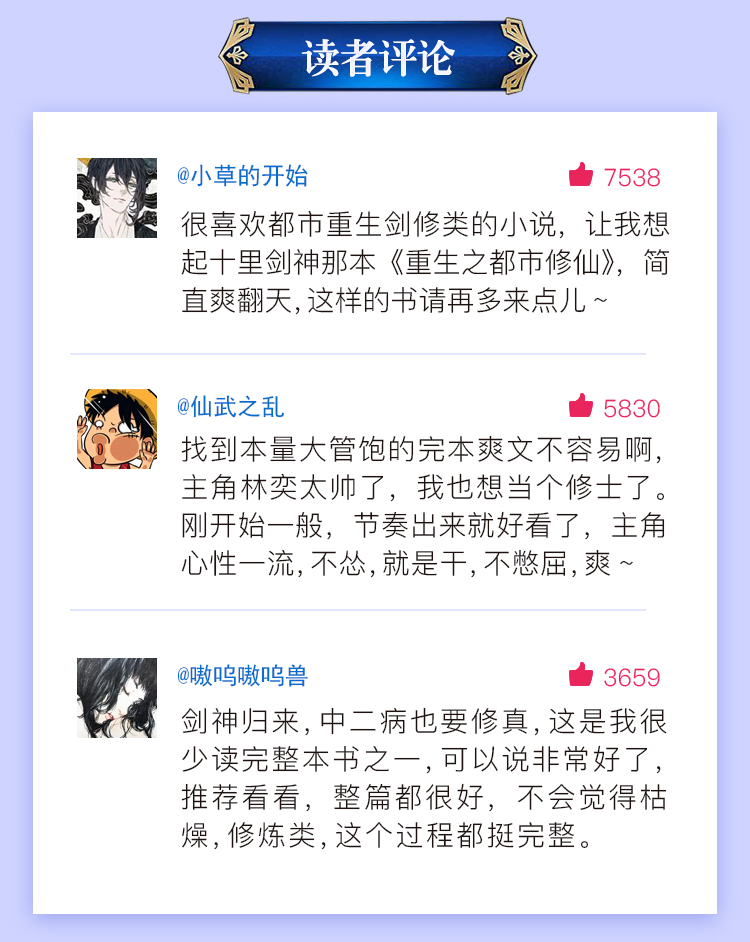 读者评论
@小草的开始 7538
很喜欢都市重生剑修类的小说，让我想
起十里剑神那本《重生之都市修仙》，简
直爽翻天,这样的书请再多来点儿~
@仙武之乱 5830
找到本量大管饱的完本爽文不容易啊,
主角林奕太帅了，我也想当个修士了。
刚开始一般，节奏出来就好看了，主角
心性一流,不怂,就是干,不憋屈,爽~
@嗷呜嗷呜兽 3659
剑神归来,中二病也要修真,这是我很
少读完整本书之一,可以说非常好了,
推荐看看，整篇都很好，不会觉得枯
燥,修炼类,这个过程都挺完整。